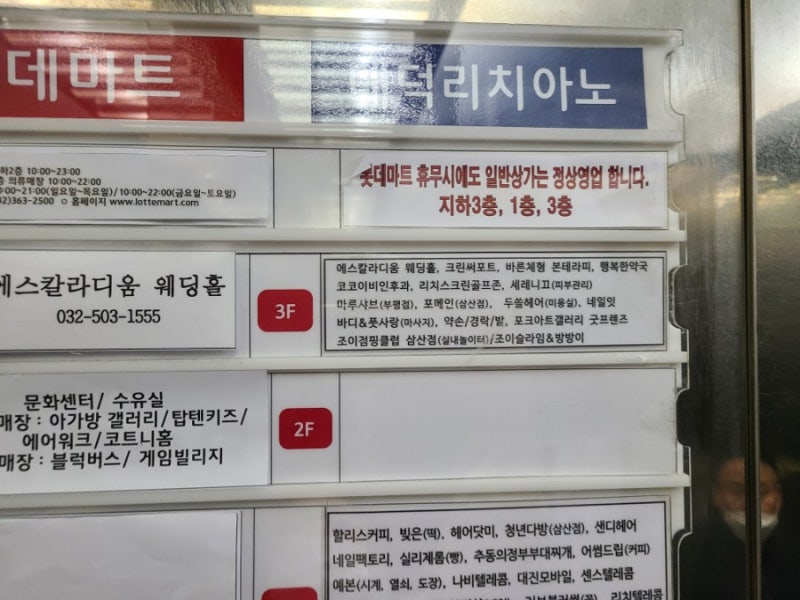 데마트
덕리치아노
하2층 10:00~23:00
층 의류매장 10:00~22:00
0:00~21:00(일요일~목요일)/10:00~22:00(금요일~토요일)
32)363-2500 ㅇ 홈페이지 www.lottemart.com
롯데마트 휴무시에도 일반상가는 정상영업 합니다.
지하3층, 1층, 3층
에스칼라디움 웨딩홀
032-503-1555
3F
에스칼라디움 웨딩홀, 크린써포트, 바른체형 본테라피, 행복한약국
코코이비인후과, 리치스크린골프존, 세레니끄(피부관리)
마루샤브(부평점), 포메인(삼산점), 두쏠헤어(미용실), 네일잇
바디&풋사랑(마사지), 약손/경락/발, 포크아트갤러리 굿프렌즈
조이점핑클럽 삼산점(실내놀이터)/조이슬라임&방방이
문화센터/ 수유실
매장 : 아가방 갤러리/탑텐키즈/
에어워크/코트니홈
매장 : 블럭버스/ 게임빌리지
2F
할리스커피, 빚은(떡), 헤어닷미, 청년다방(삼산점), 샌디헤어
네일팩토리, 실리제롬(빵), 추동의정부부대찌개, 어썸드립(커피)
예본(시계, 열쇠, 도장), 나비텔레콤, 대진모바일, 센스텔레콤
리치텔레콤